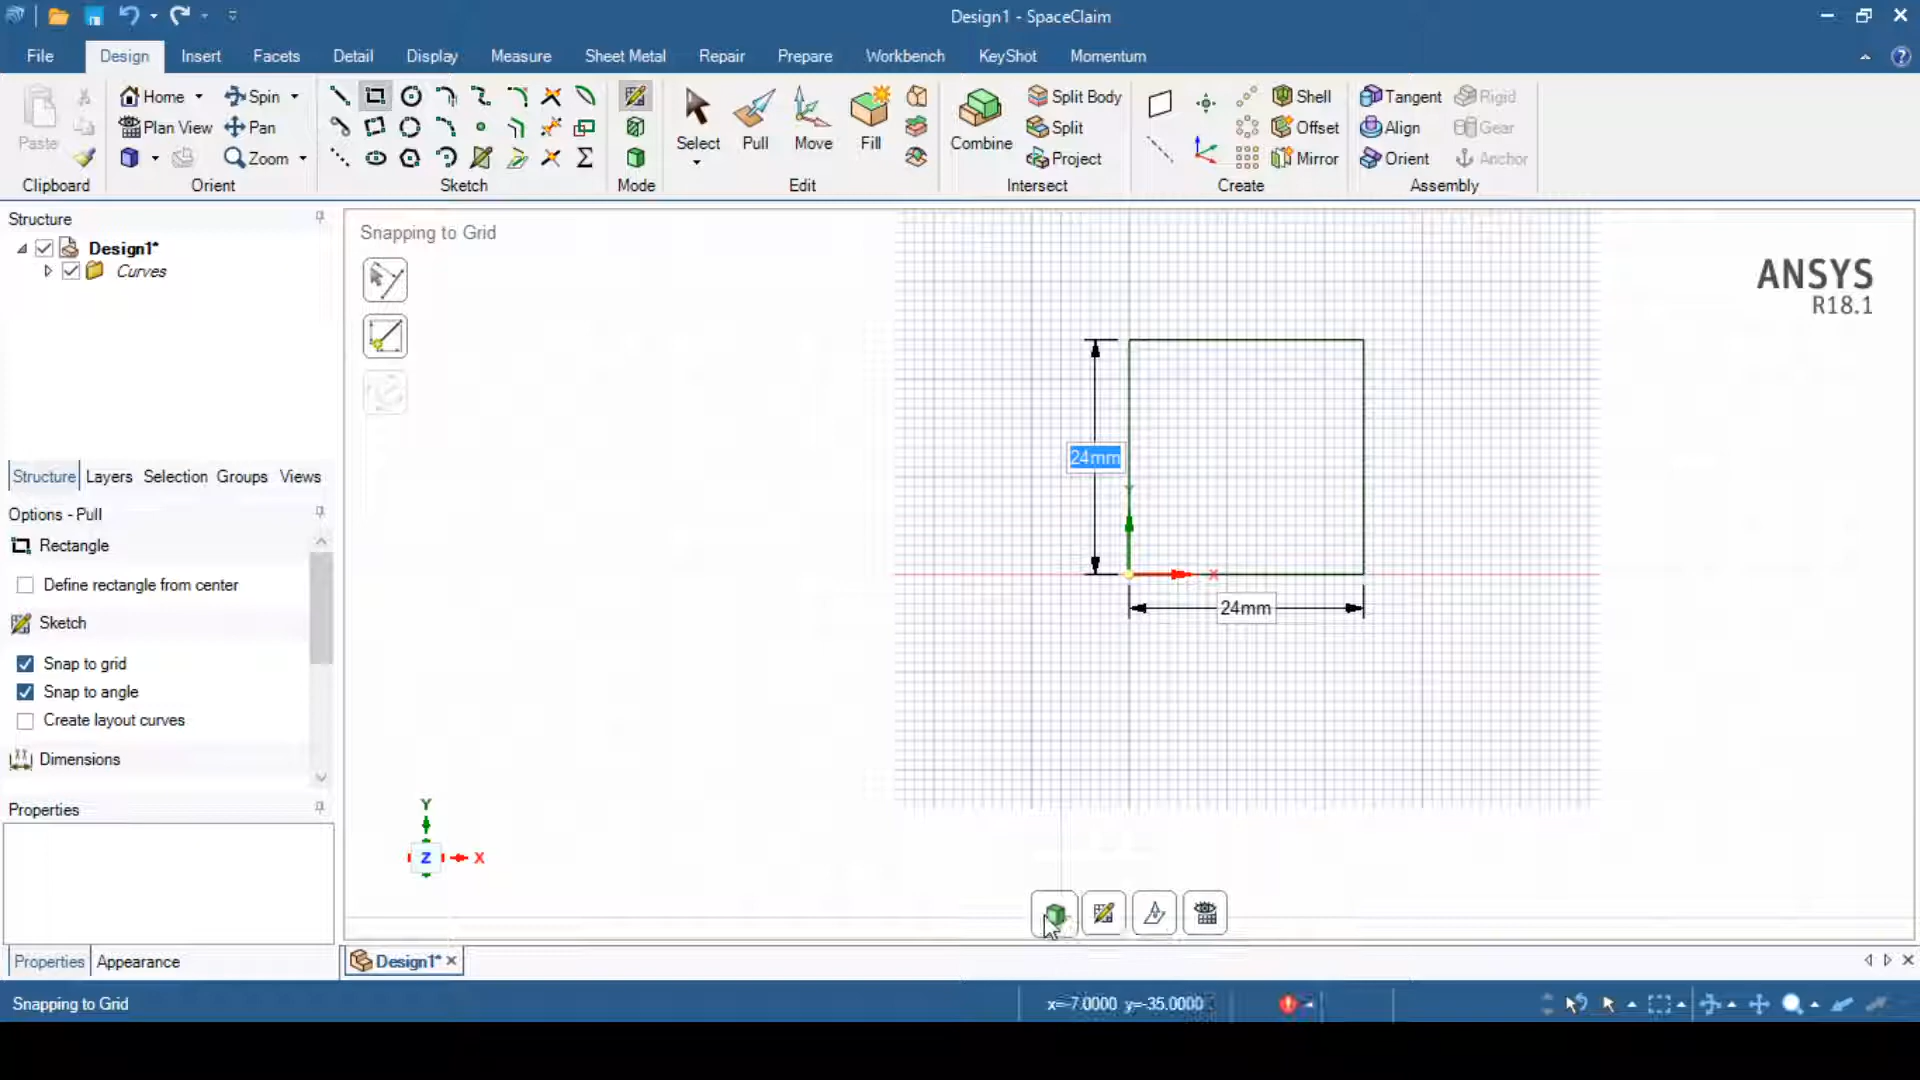 Design1 - SpaceClaim
File Design Insert Facets Detail Display Measure Sheet Metal Repair Prepare Workbench KeyShot Momentum
Paste
Home Spin
Plan View Pan
Zoom
Select Pull Move Fill
Combine
Split Body
Split
Project
Shell
Offset
Mirror
Tangent Rigid
Align Gear
Orient Anchor
Clipboard Orient Sketch Mode Edit Intersect Create Assembly
Structure
Design1*
Curves
Structure Layers Selection Groups Views
Options - Pull
Rectangle
Define rectangle from center
Sketch
Snap to grid
Snap to angle
Create layout curves
Dimensions
Properties
Properties Appearance
Snapping to Grid
ANSYS
R18.1
24mm
X
24mm
Y
Z X
Design1*
Snapping to Grid
x=-7.0000 y=-35.0000